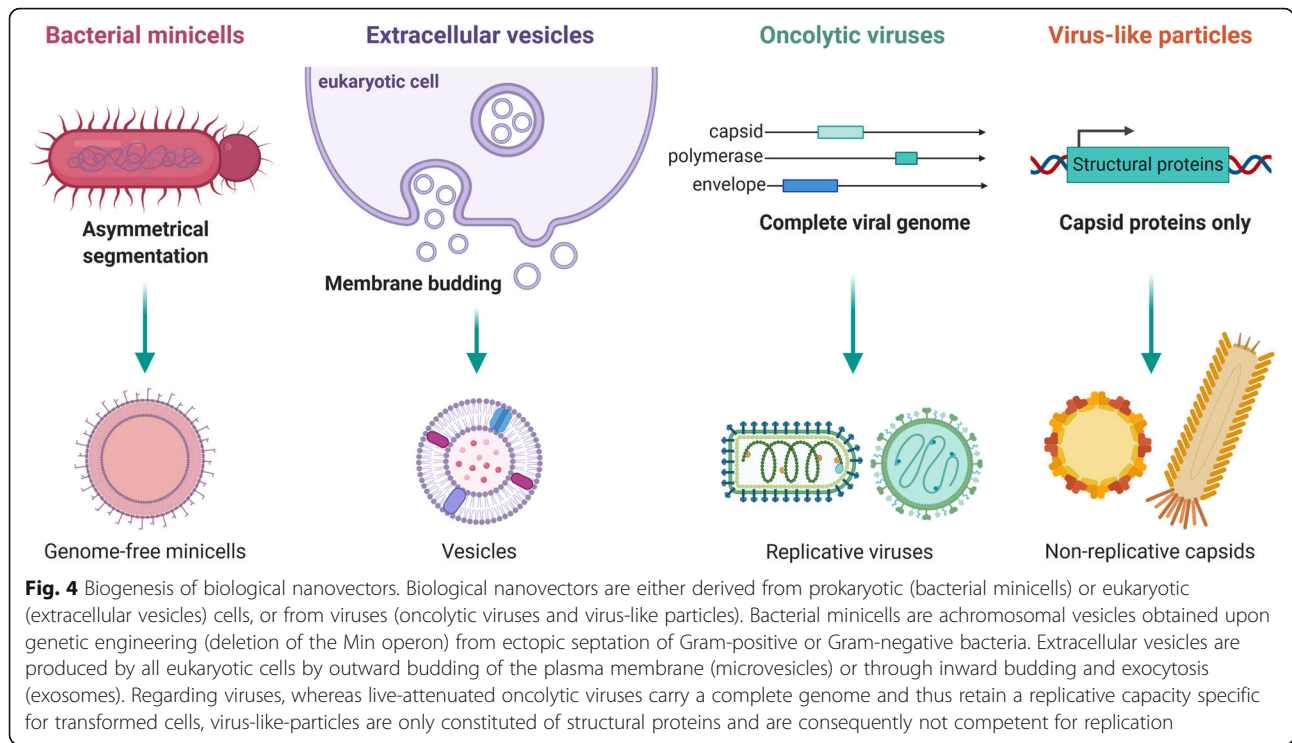 Bacterial minicells
Extracellular vesicles
Oncolytic viruses
Virus-like particles
eukaryotic cell
capsid
polymerase
envelope
Structural proteins
Asymmetrical
segmentation
Membrane budding
Complete viral genome
Capsid proteins only
Genome-free minicells
Vesicles
Replicative viruses
Non-replicative capsids
Fig. 4 Biogenesis of biological nanovectors. Biological nanovectors are either derived from prokaryotic (bacterial minicells) or eukaryotic
(extracellular vesicles) cells, or from viruses (oncolytic viruses and virus-like particles). Bacterial minicells are achromosomal vesicles obtained upon
genetic engineering (deletion of the Min operon) from ectopic septation of Gram-positive or Gram-negative bacteria. Extracellular vesicles are
produced by all eukaryotic cells by outward budding of the plasma membrane (microvesicles) or through inward budding and exocytosis
(exosomes). Regarding viruses, whereas live-attenuated oncolytic viruses carry a complete genome and thus retain a replicative capacity specific
for transformed cells, virus-like-particles are only constituted of structural proteins and are consequently not competent for replication